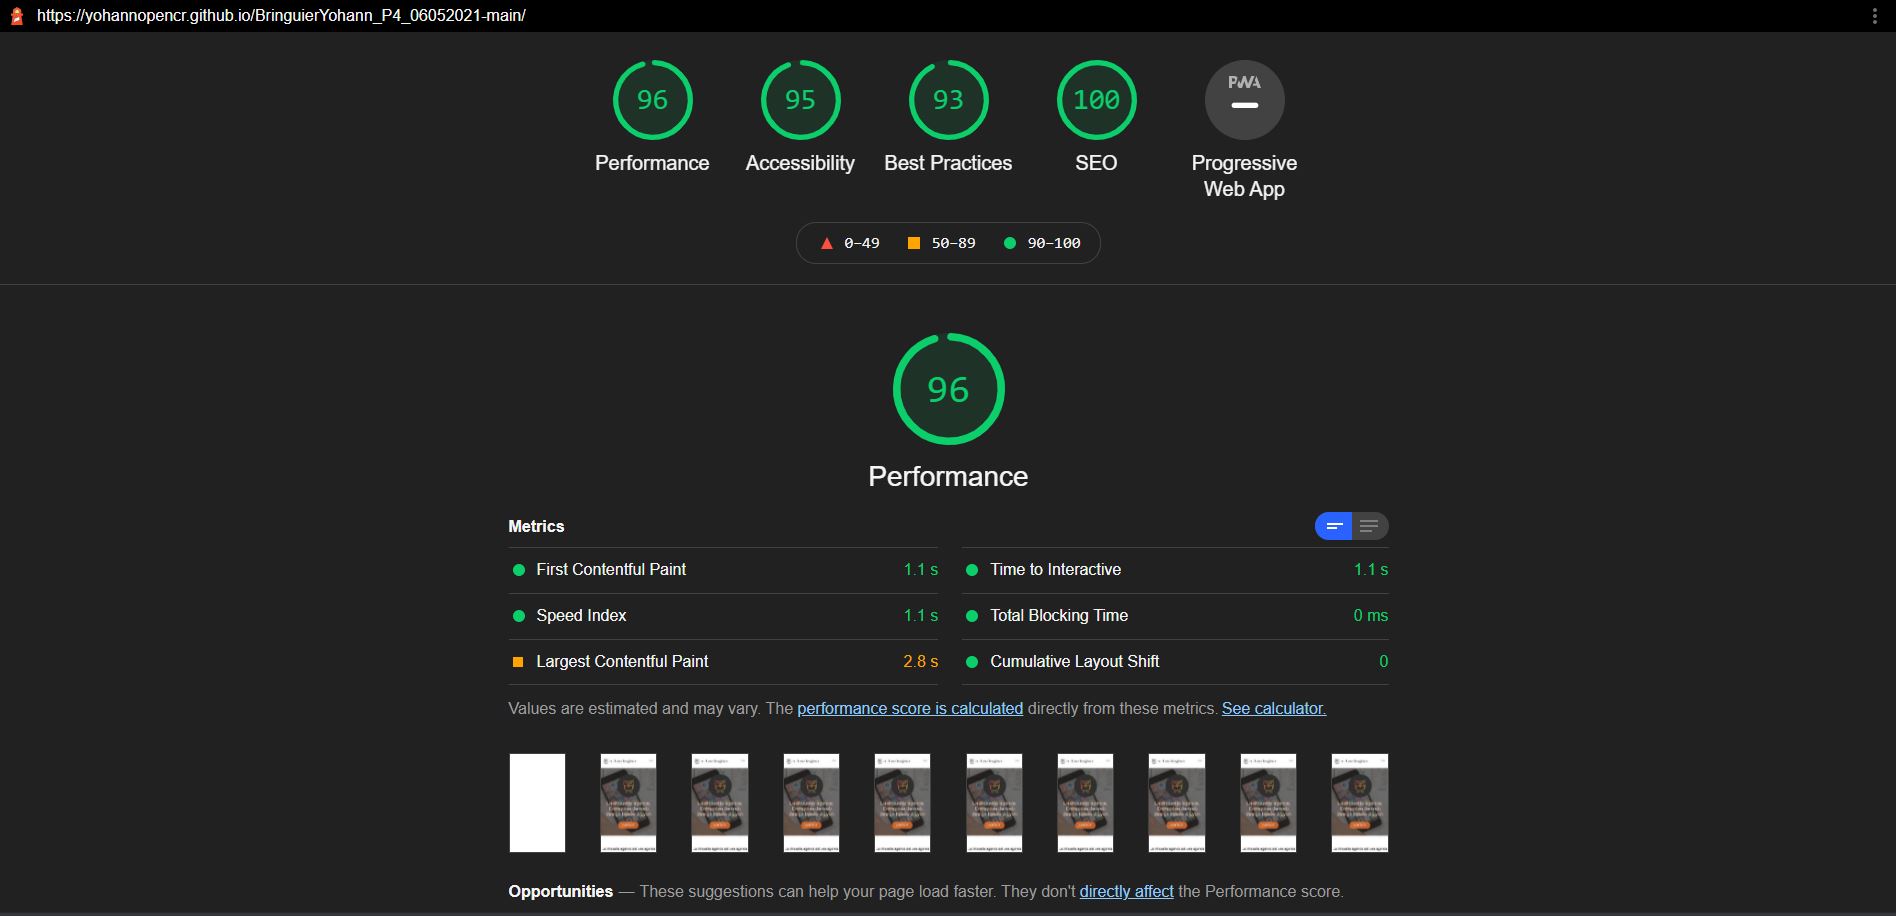 https://yohannopencr.github.io/BringuierYohann_P4_06052021-main/
96 95 93 100 PWA
Performance Accessibility Best Practices SEO Progressive
Web App
0–49 50–89 90–100
96
Performance
Metrics
First Contentful Paint 1.1 s Time to Interactive 1.1 s
Speed Index 1.1 s Total Blocking Time 0 ms
Largest Contentful Paint 2.8 s Cumulative Layout Shift 0
Values are estimated and may vary. The performance score is calculated directly from these metrics. See calculator.
Opportunities — These suggestions can help your page load faster. They don't directly affect the Performance score.